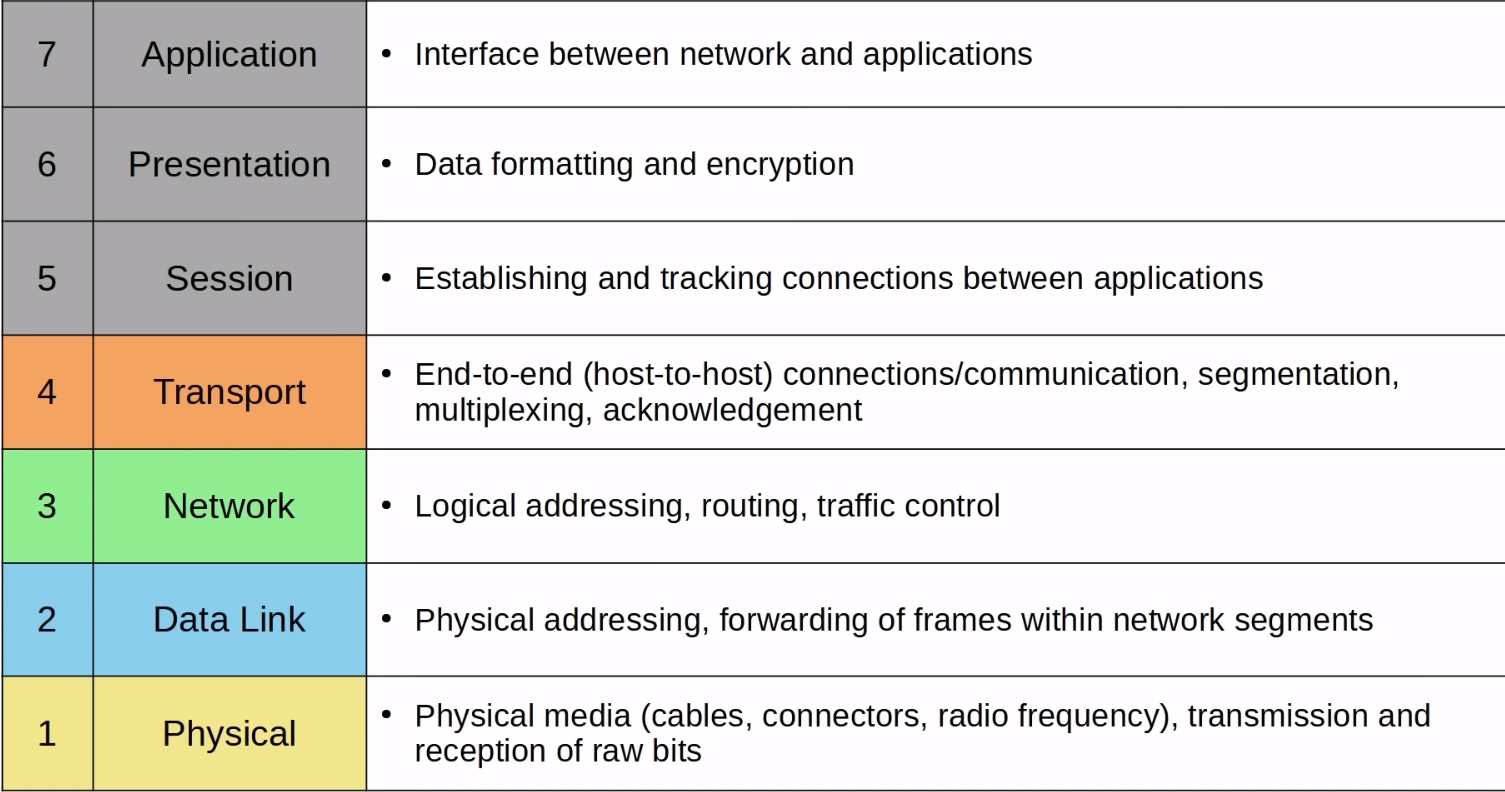 7 Application • Interface between network and applications
6 Presentation • Data formatting and encryption
5 Session • Establishing and tracking connections between applications
4 Transport • End-to-end (host-to-host) connections/communication, segmentation,
multiplexing, acknowledgement
3 Network • Logical addressing, routing, traffic control
2 Data Link • Physical addressing, forwarding of frames within network segments
1 Physical • Physical media (cables, connectors, radio frequency), transmission and
reception of raw bits